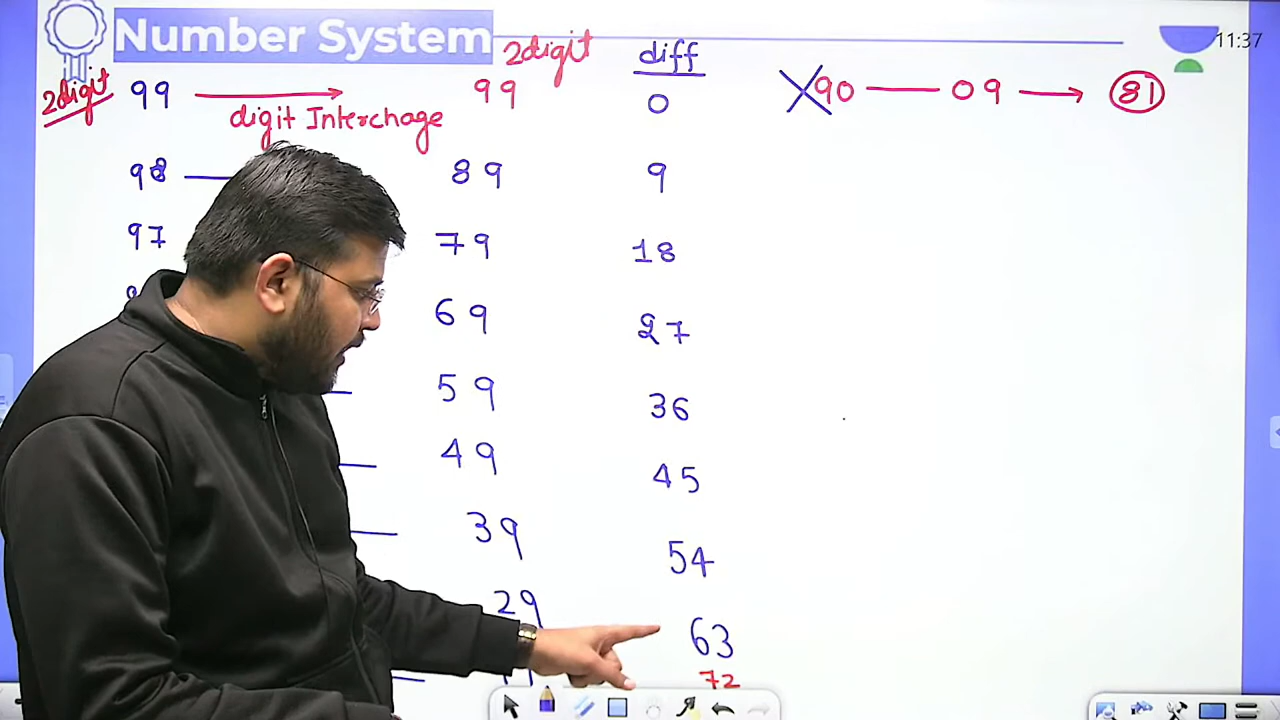 Number System
11:37
2digit 99 digit Interchage 2digit 99
diff
0
90 09 81
98 89 9
97 79 18
69 27
59 36
49 45
39 54
29 63
72